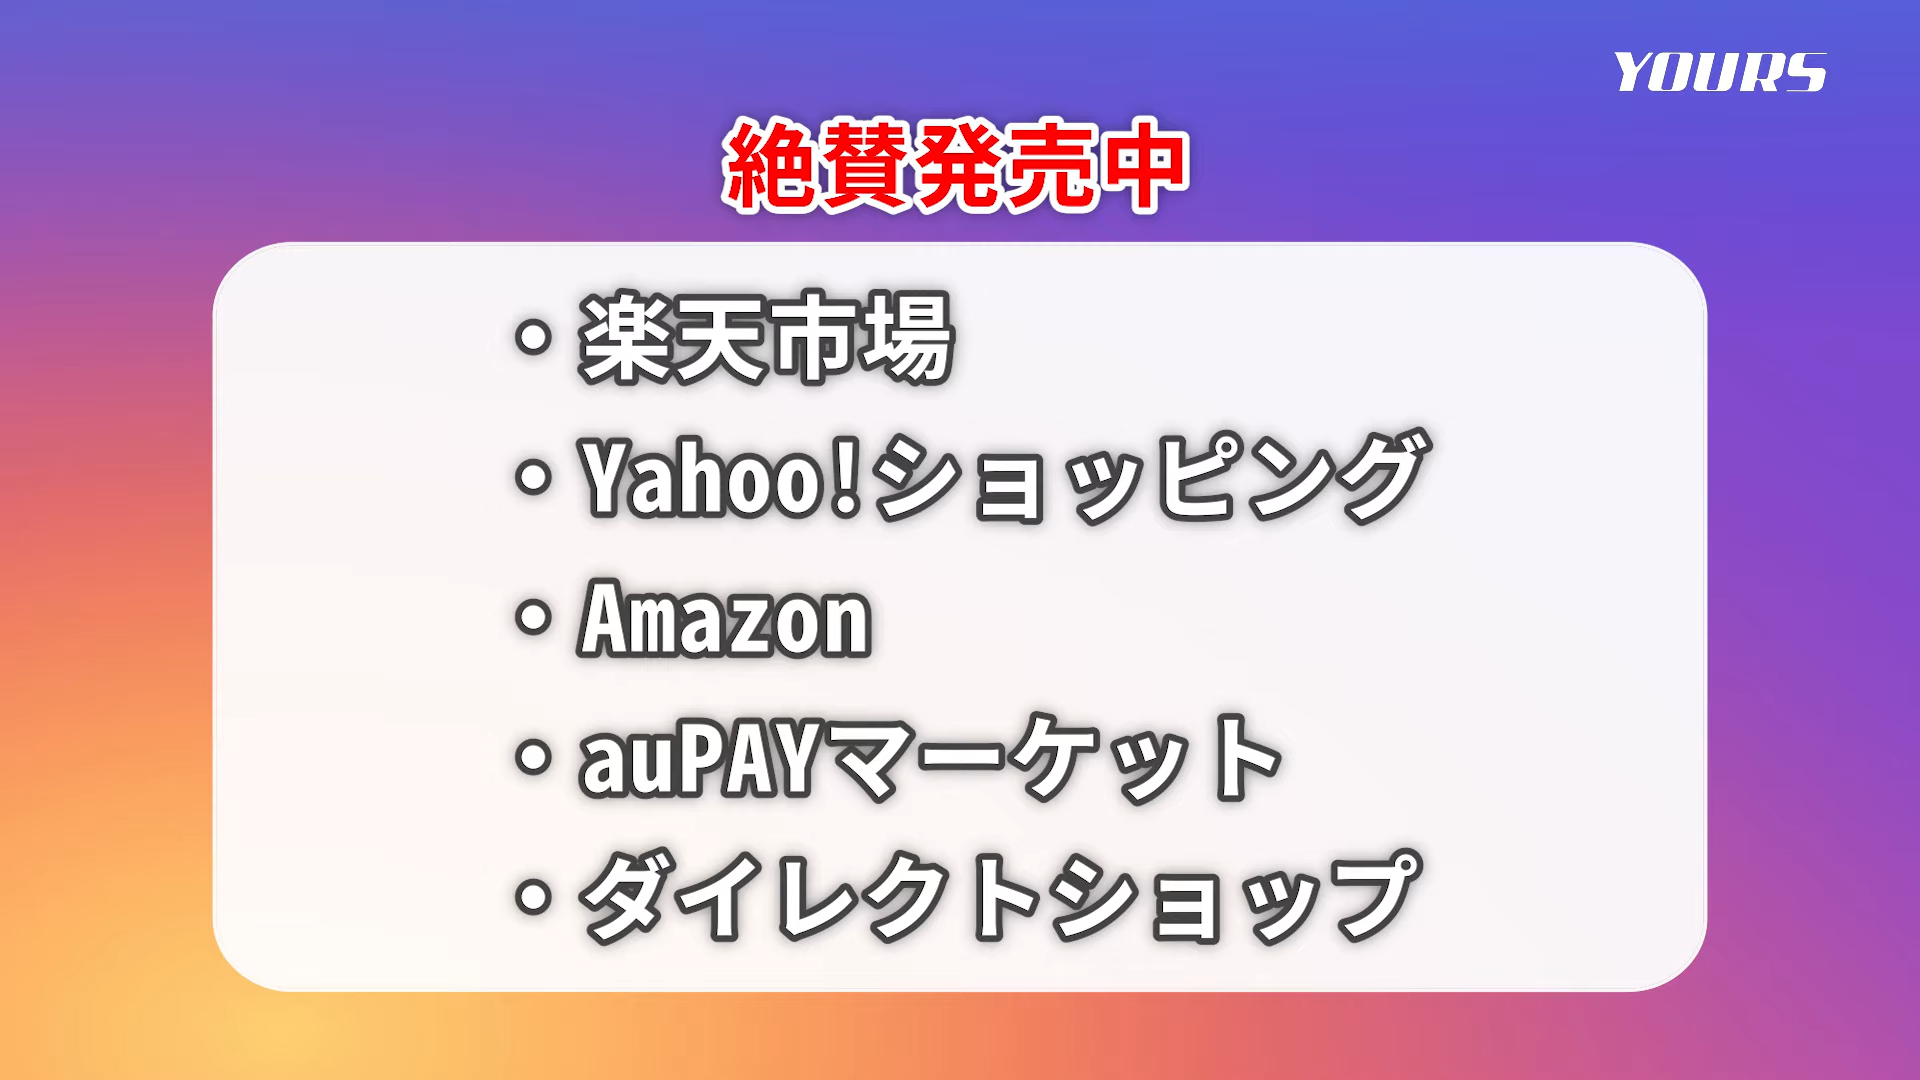 YOURS
絶賛発売中
・楽天市場
・Yahoo!ショッピング
・Amazon
・auPAYマーケット
・ダイレクトショップ